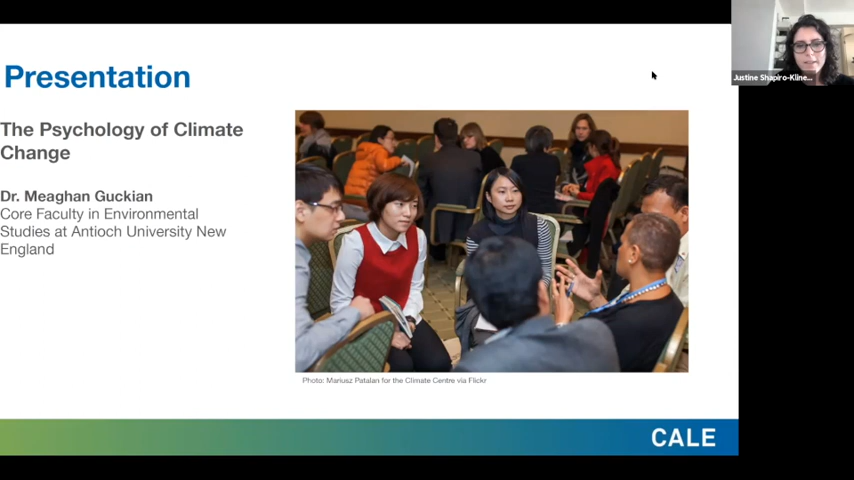 Presentation
The Psychology of Climate
Change
Dr. Meaghan Guckian
Core Faculty in Environmental
Studies at Antioch University New
England
Photo: Mariusz Patalan for the Climate Centre via Flickr
CALE
Justine Shapiro-Kline...